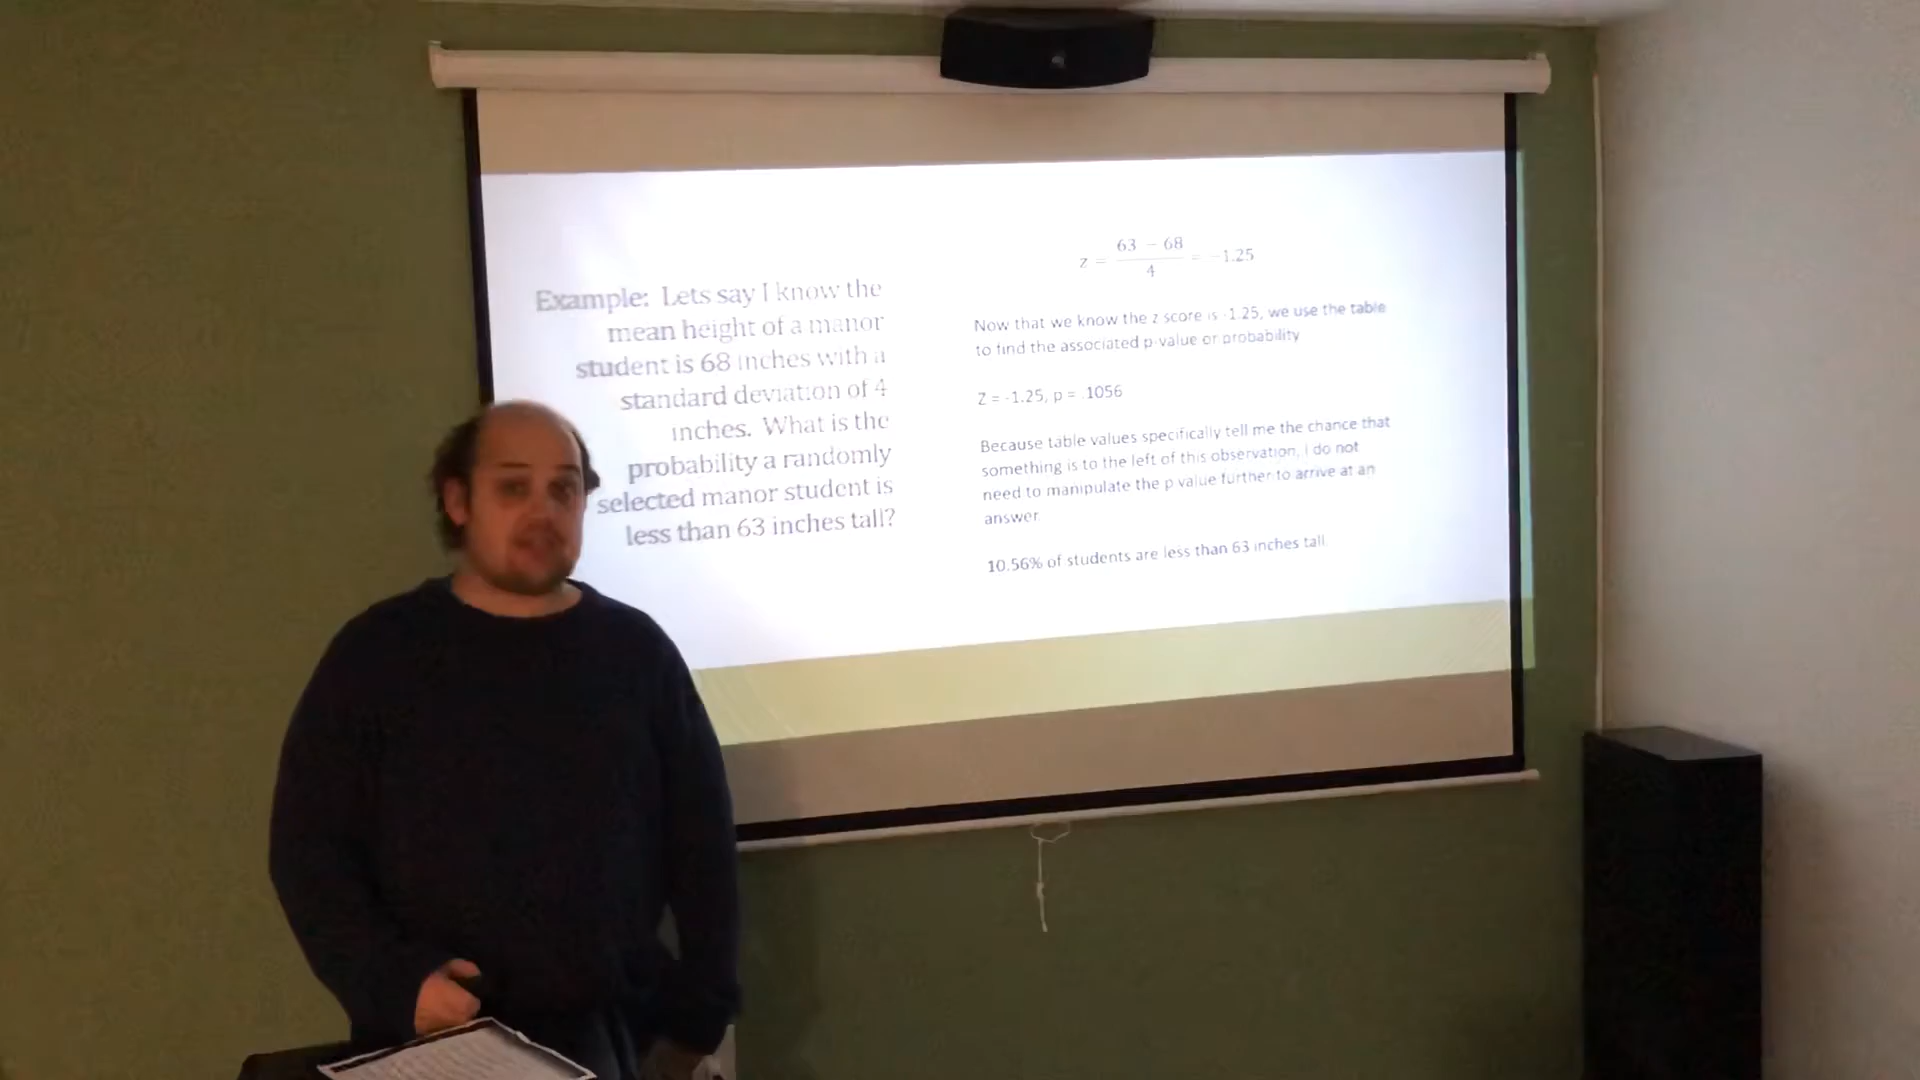 Example: Lets say I know the
mean height of a manor
student is 68 inches with a
standard deviation of 4
inches. What is the
probability a randomly
selected manor student is
less than 63 inches tall?
z = 63 - 68 / 4 = -1.25
Now that we know the z score is -1.25, we use the table
to find the associated p-value or probability
Z = -1.25, p = .1056
Because table values specifically tell me the chance that
something is to the left of this observation, I do not
need to manipulate the p value further to arrive at an
answer.
10.56% of students are less than 63 inches tall.